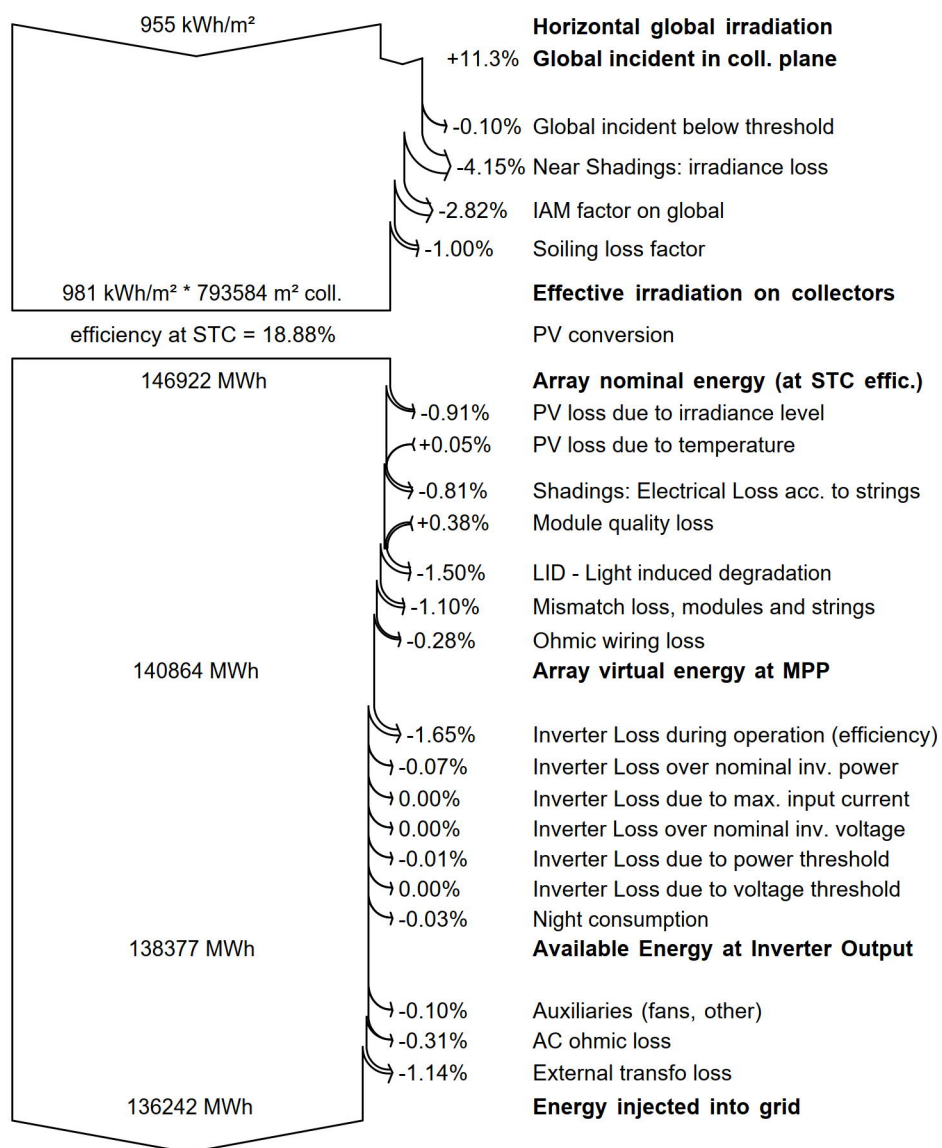 955 kWh/m² Horizontal global irradiation
+11.3% Global incident in coll. plane
-0.10% Global incident below threshold
-4.15% Near Shadings: irradiance loss
-2.82% IAM factor on global
-1.00% Soiling loss factor
981 kWh/m² * 793584 m² coll. Effective irradiation on collectors
efficiency at STC = 18.88% PV conversion
146922 MWh Array nominal energy (at STC effic.)
-0.91% PV loss due to irradiance level
+0.05% PV loss due to temperature
-0.81% Shadings: Electrical Loss acc. to strings
+0.38% Module quality loss
-1.50% LID - Light induced degradation
-1.10% Mismatch loss, modules and strings
-0.28% Ohmic wiring loss
140864 MWh Array virtual energy at MPP
-1.65% Inverter Loss during operation (efficiency)
-0.07% Inverter Loss over nominal inv. power
0.00% Inverter Loss due to max. input current
0.00% Inverter Loss over nominal inv. voltage
-0.01% Inverter Loss due to power threshold
0.00% Inverter Loss due to voltage threshold
-0.03% Night consumption
138377 MWh Available Energy at Inverter Output
-0.10% Auxiliaries (fans, other)
-0.31% AC ohmic loss
-1.14% External transfo loss
136242 MWh Energy injected into grid